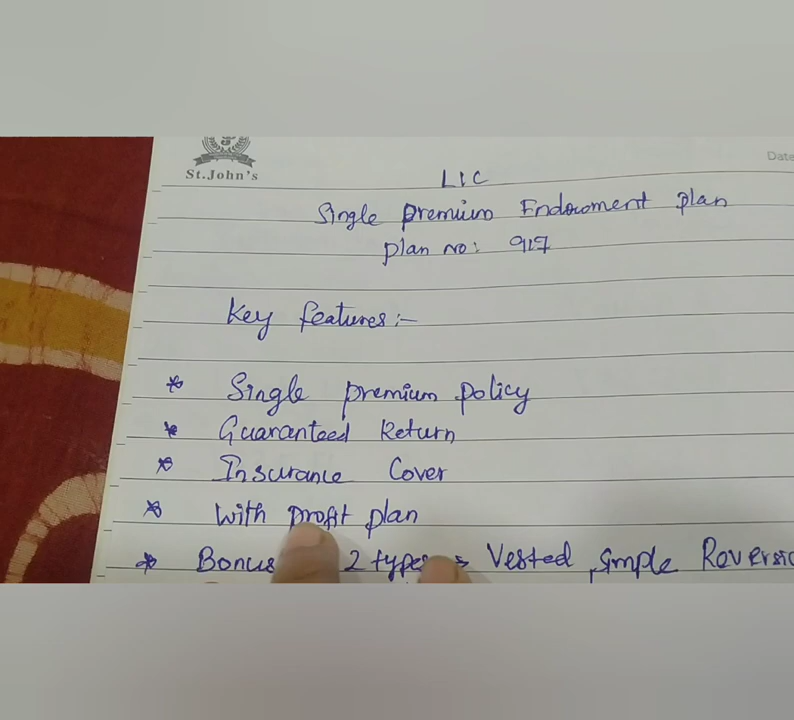 St.John's
Date
LIC
Single premium Endowment plan
plan no: 917
Key features:-
* Single premium policy
* Guaranteed Return
* Insurance Cover
* With profit plan
* Bonus 2 types Vested, Simple Reversio